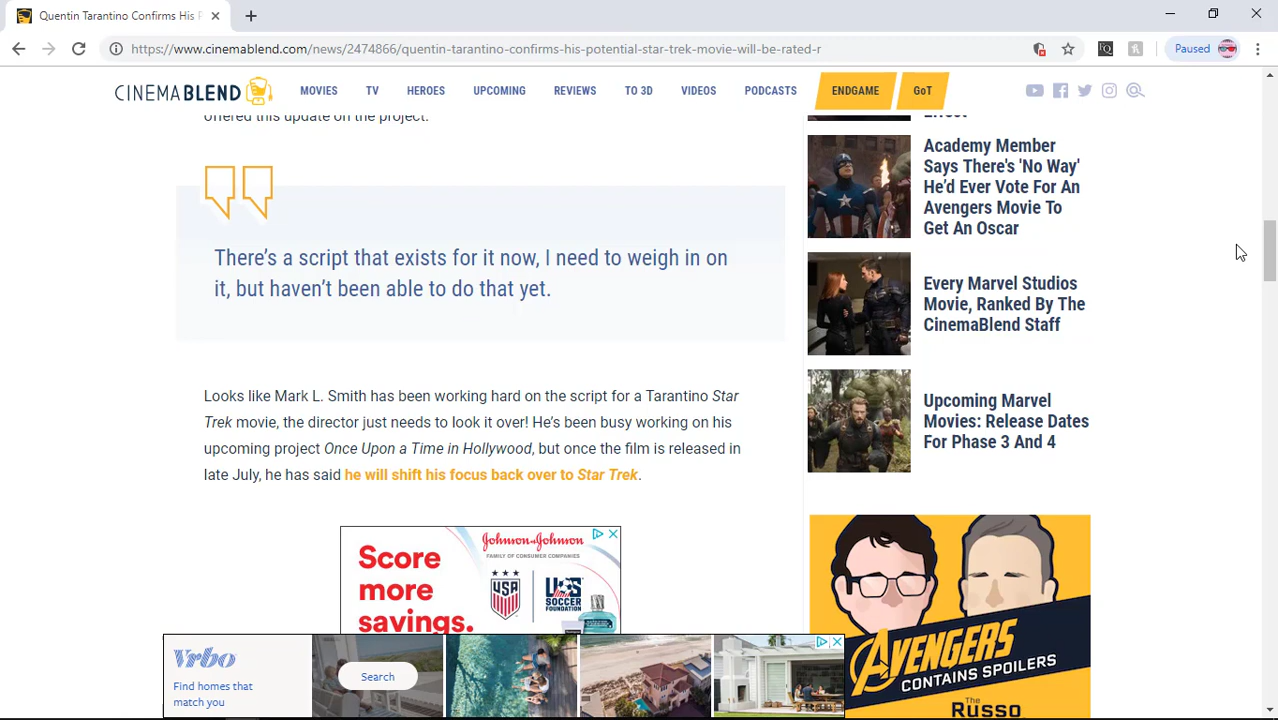 Quentin Tarantino Confirms His P
https://www.cinemablend.com/news/2474866/quentin-tarantino-confirms-his-potential-star-trek-movie-will-be-rated-r
Paused
CINEMABLEND
MOVIES
TV
HEROES
UPCOMING
REVIEWS
TO 3D
VIDEOS
PODCASTS
ENDGAME
GoT
offered this update on the project.
There's a script that exists for it now, I need to weigh in on
it, but haven't been able to do that yet.
Looks like Mark L. Smith has been working hard on the script for a Tarantino Star
Trek movie, the director just needs to look it over! He's been busy working on his
upcoming project Once Upon a Time in Hollywood, but once the film is released in
late July, he has said he will shift his focus back over to Star Trek.
Johnson & Johnson
FAMILY OF CONSUMER COMPANIES
Score
more
savings.
USA
US
SOCCER
FOUNDATION
Vrbo
Find homes that
match you
Search
Effect
Academy Member
Says There's 'No Way'
He'd Ever Vote For An
Avengers Movie To
Get An Oscar
Every Marvel Studios
Movie, Ranked By The
CinemaBlend Staff
Upcoming Marvel
Movies: Release Dates
For Phase 3 And 4
AVENGERS
CONTAINS SPOILERS
The
Russo